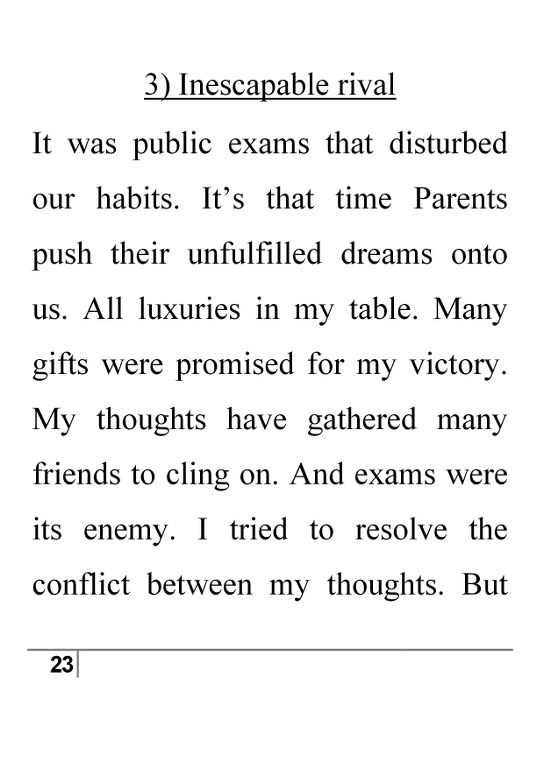 3) Inescapable rival
It was public exams that disturbed
our habits. It’s that time Parents
push their unfulfilled dreams onto
us. All luxuries in my table. Many
gifts were promised for my victory.
My thoughts have gathered many
friends to cling on. And exams were
its enemy. I tried to resolve the
conflict between my thoughts. But
23